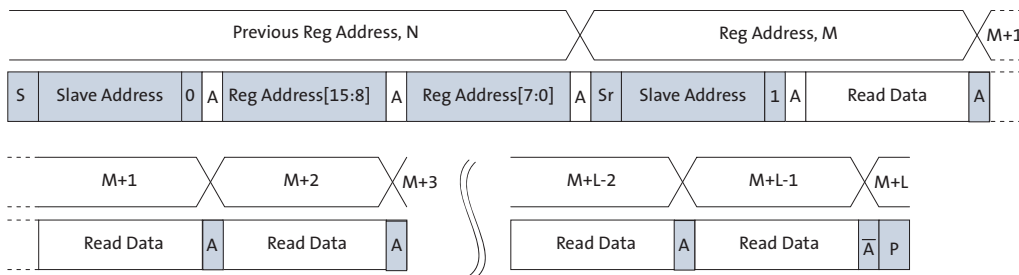 Previous Reg Address, N Reg Address, M M+1
S Slave Address 0 A Reg Address[15:8] A Reg Address[7:0] A Sr Slave Address 1 A Read Data A
M+1 M+2 M+3 M+L-2 M+L-1 M+L
Read Data A Read Data A Read Data A Read Data A̅ P